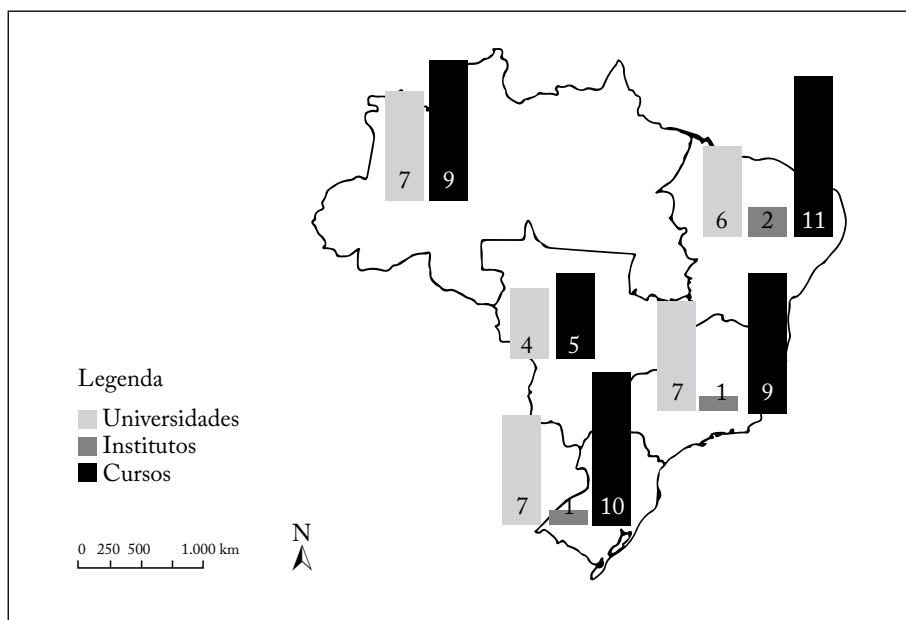 7 9
6 2 11
4 5
7 1 9
7 1 10
Legenda
Universidades
Institutos
Cursos
0 250 500 1.000 km
N